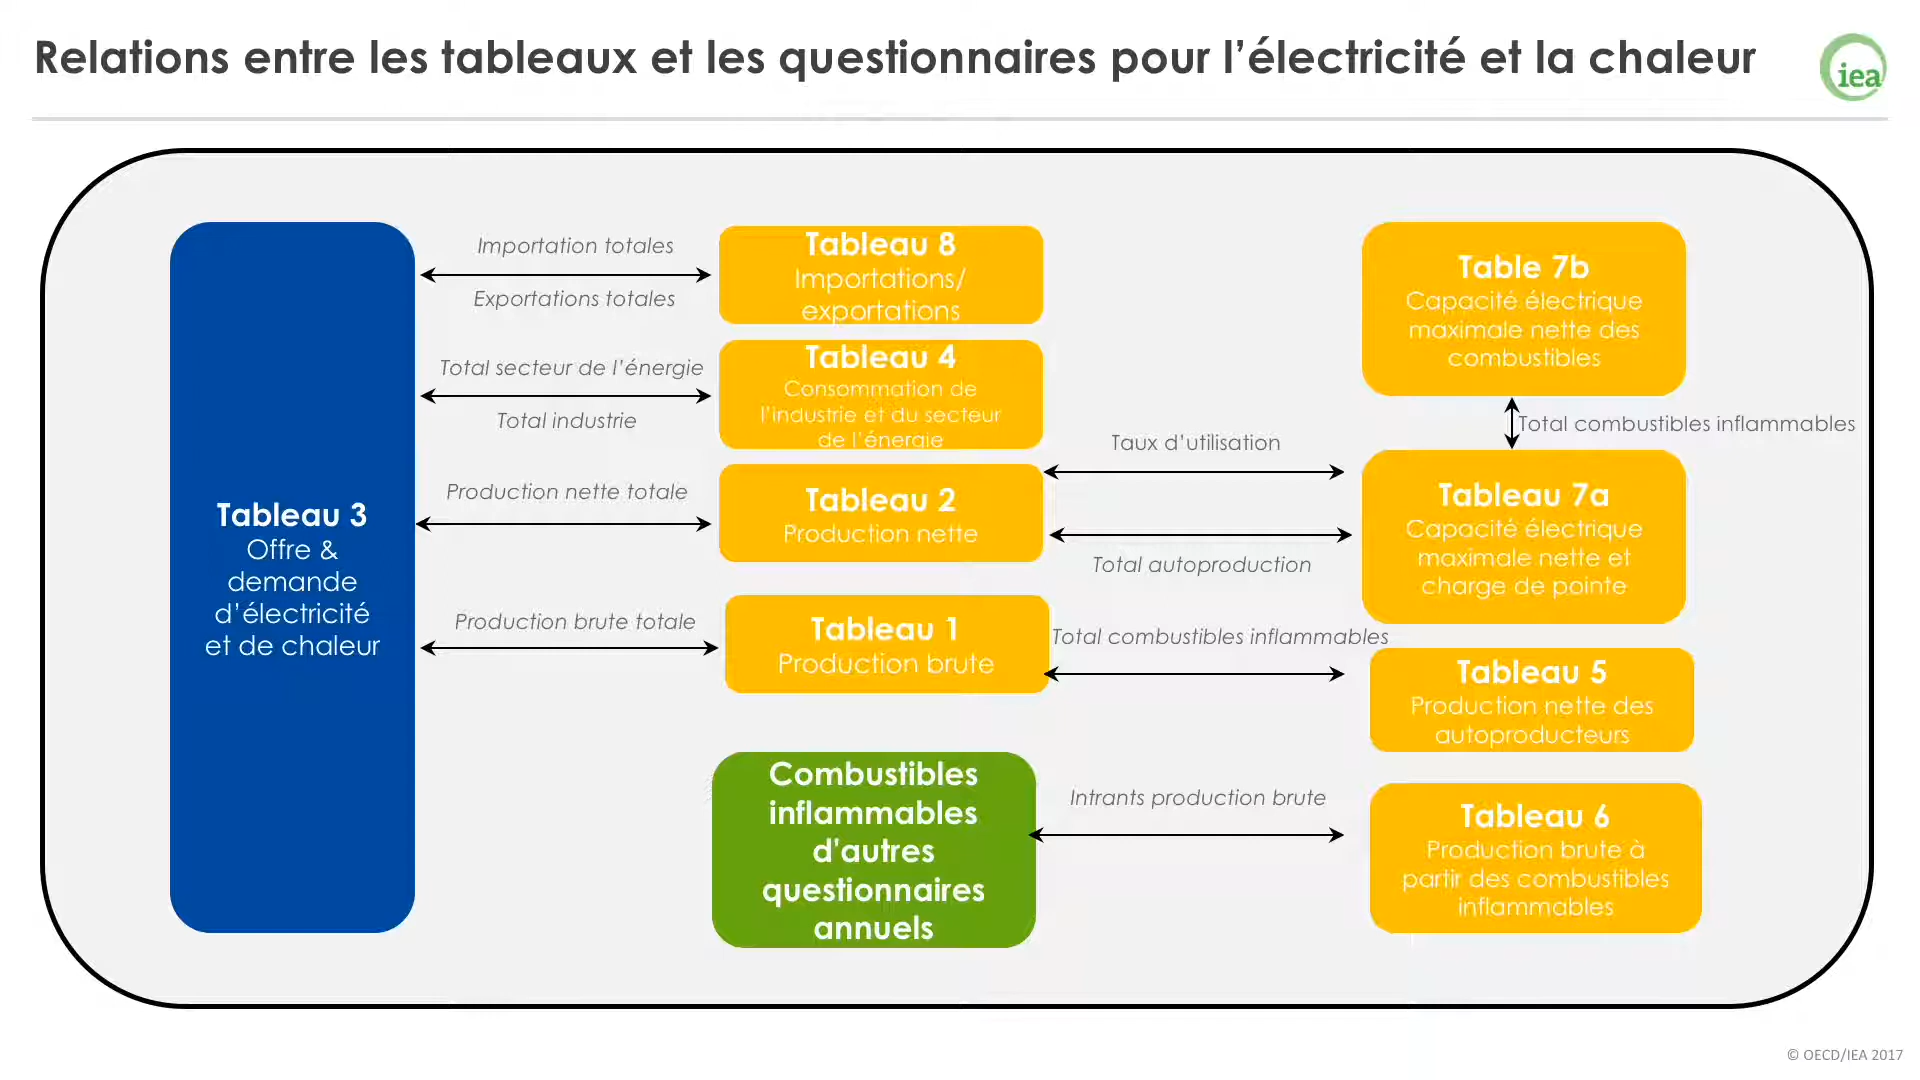 Relations entre les tableaux et les questionnaires pour l’électricité et la chaleur
iea
Tableau 3
Offre &
demande
d’électricité
et de chaleur
Importation totales
Exportations totales
Total secteur de l’énergie
Total industrie
Production nette totale
Production brute totale
Tableau 8
Importations/
exportations
Tableau 4
Consommation de
l’industrie et du secteur
de l’énergie
Tableau 2
Production nette
Tableau 1
Production brute
Combustibles
inflammables
d'autres
questionnaires
annuels
Taux d’utilisation
Total autoproduction
Total combustibles inflammables
Intrants production brute
Table 7b
Capacité électrique
maximale nette des
combustibles
Total combustibles inflammables
Tableau 7a
Capacité électrique
maximale nette et
charge de pointe
Tableau 5
Production nette des
autoproducteurs
Tableau 6
Production brute à
partir des combustibles
inflammables
© OECD/IEA 2017